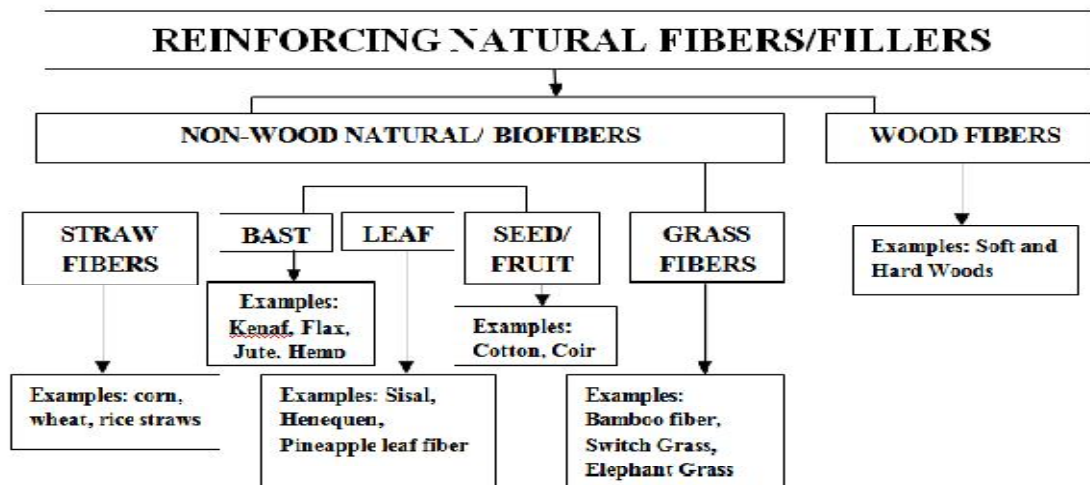 REINFORCING NATURAL FIBERS/FILLERS
NON-WOOD NATURAL/ BIOFIBERS
WOOD FIBERS
STRAW
FIBERS
BAST
LEAF
SEED/
FRUIT
GRASS
FIBERS
Examples: Soft and
Hard Woods
Examples:
Kenaf, Flax,
Jute. Hemp
Examples:
Cotton, Coir
Examples: corn,
wheat, rice straws
Examples: Sisal,
Henequen,
Pineapple leaf fiber
Examples:
Bamboo fiber,
Switch Grass,
Elephant Grass